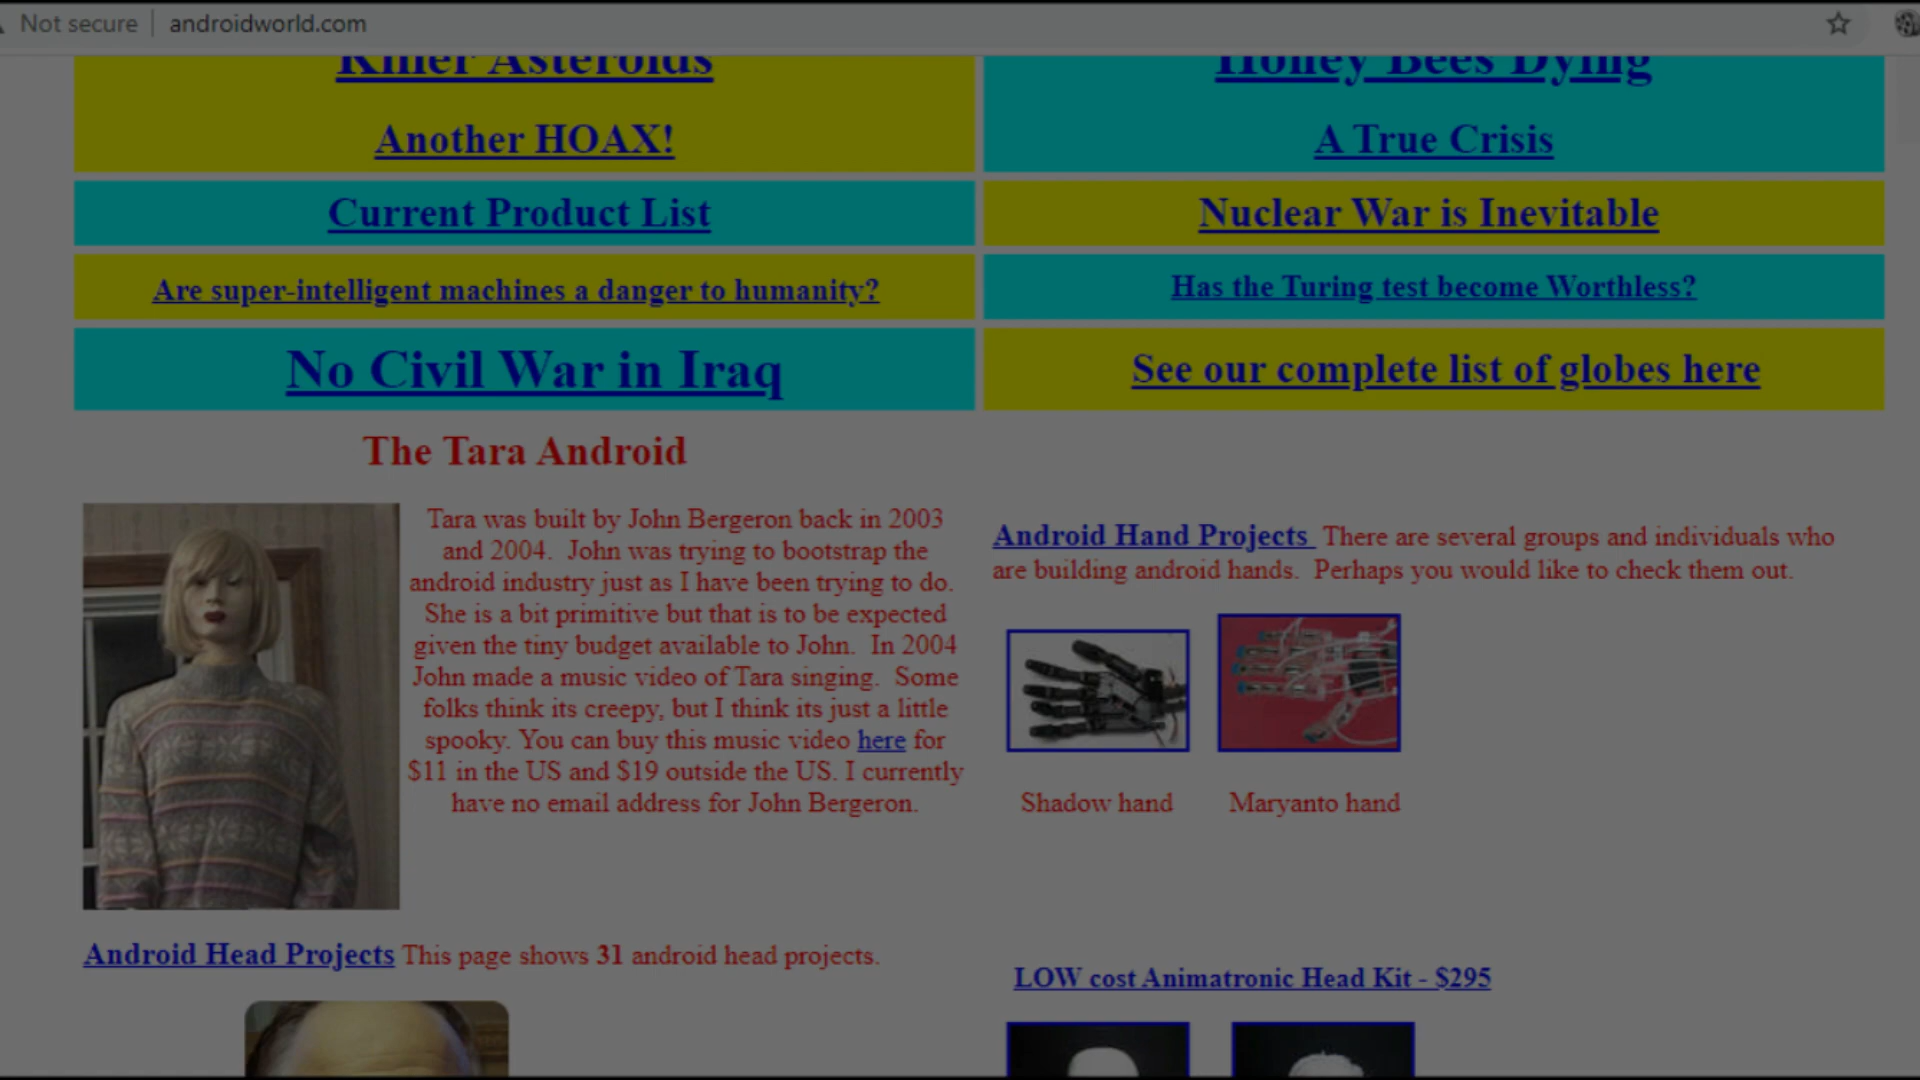 Not secure androidworld.com
Killer Asteroids
Another HOAX!
Honey Bees Dying
A True Crisis
Current Product List
Nuclear War is Inevitable
Are super-intelligent machines a danger to humanity?
Has the Turing test become Worthless?
No Civil War in Iraq
See our complete list of globes here
The Tara Android
Tara was built by John Bergeron back in 2003
and 2004. John was trying to bootstrap the
android industry just as I have been trying to do.
She is a bit primitive but that is to be expected
given the tiny budget available to John. In 2004
John made a music video of Tara singing. Some
folks think its creepy, but I think its just a little
spooky. You can buy this music video here for
$11 in the US and $19 outside the US. I currently
have no email address for John Bergeron.
Android Hand Projects There are several groups and individuals who
are building android hands. Perhaps you would like to check them out.
Shadow hand
Maryanto hand
Android Head Projects This page shows 31 android head projects.
LOW cost Animatronic Head Kit - $295